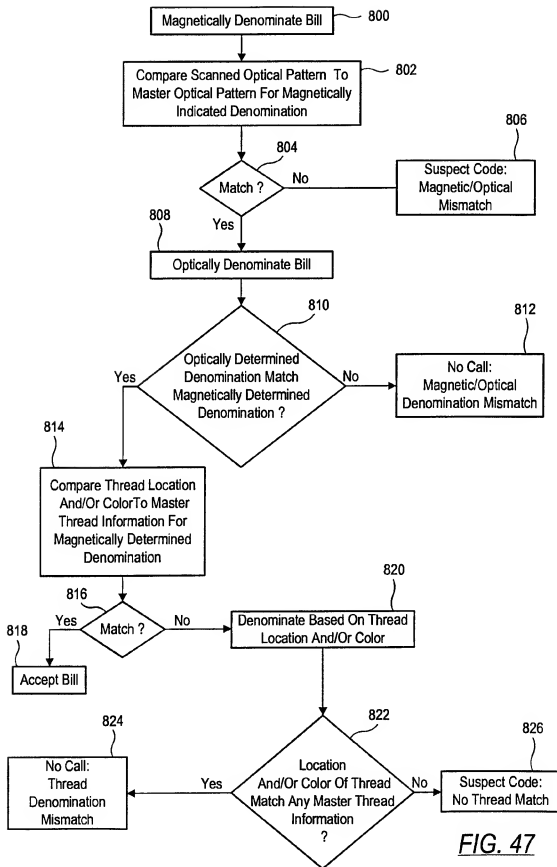 Magnetically Denominate Bill
800
Compare Scanned Optical Pattern To
Master Optical Pattern For Magnetically
Indicated Denomination
802
804
Match ?
No
Yes
806
Suspect Code:
Magnetic/Optical
Mismatch
808
Optically Denominate Bill
810
Optically Determined
Denomination Match
Magnetically Determined
Denomination ?
Yes
No
812
No Call:
Magnetic/Optical
Denomination Mismatch
814
Compare Thread Location
And/Or ColorTo Master
Thread Information For
Magnetically Determined
Denomination
816
Match ?
Yes
No
818
Accept Bill
820
Denominate Based On Thread
Location And/Or Color
822
Location
And/Or Color Of Thread
Match Any Master Thread
Information
?
Yes
No
824
No Call:
Thread
Denomination
Mismatch
826
Suspect Code:
No Thread Match
FIG. 47